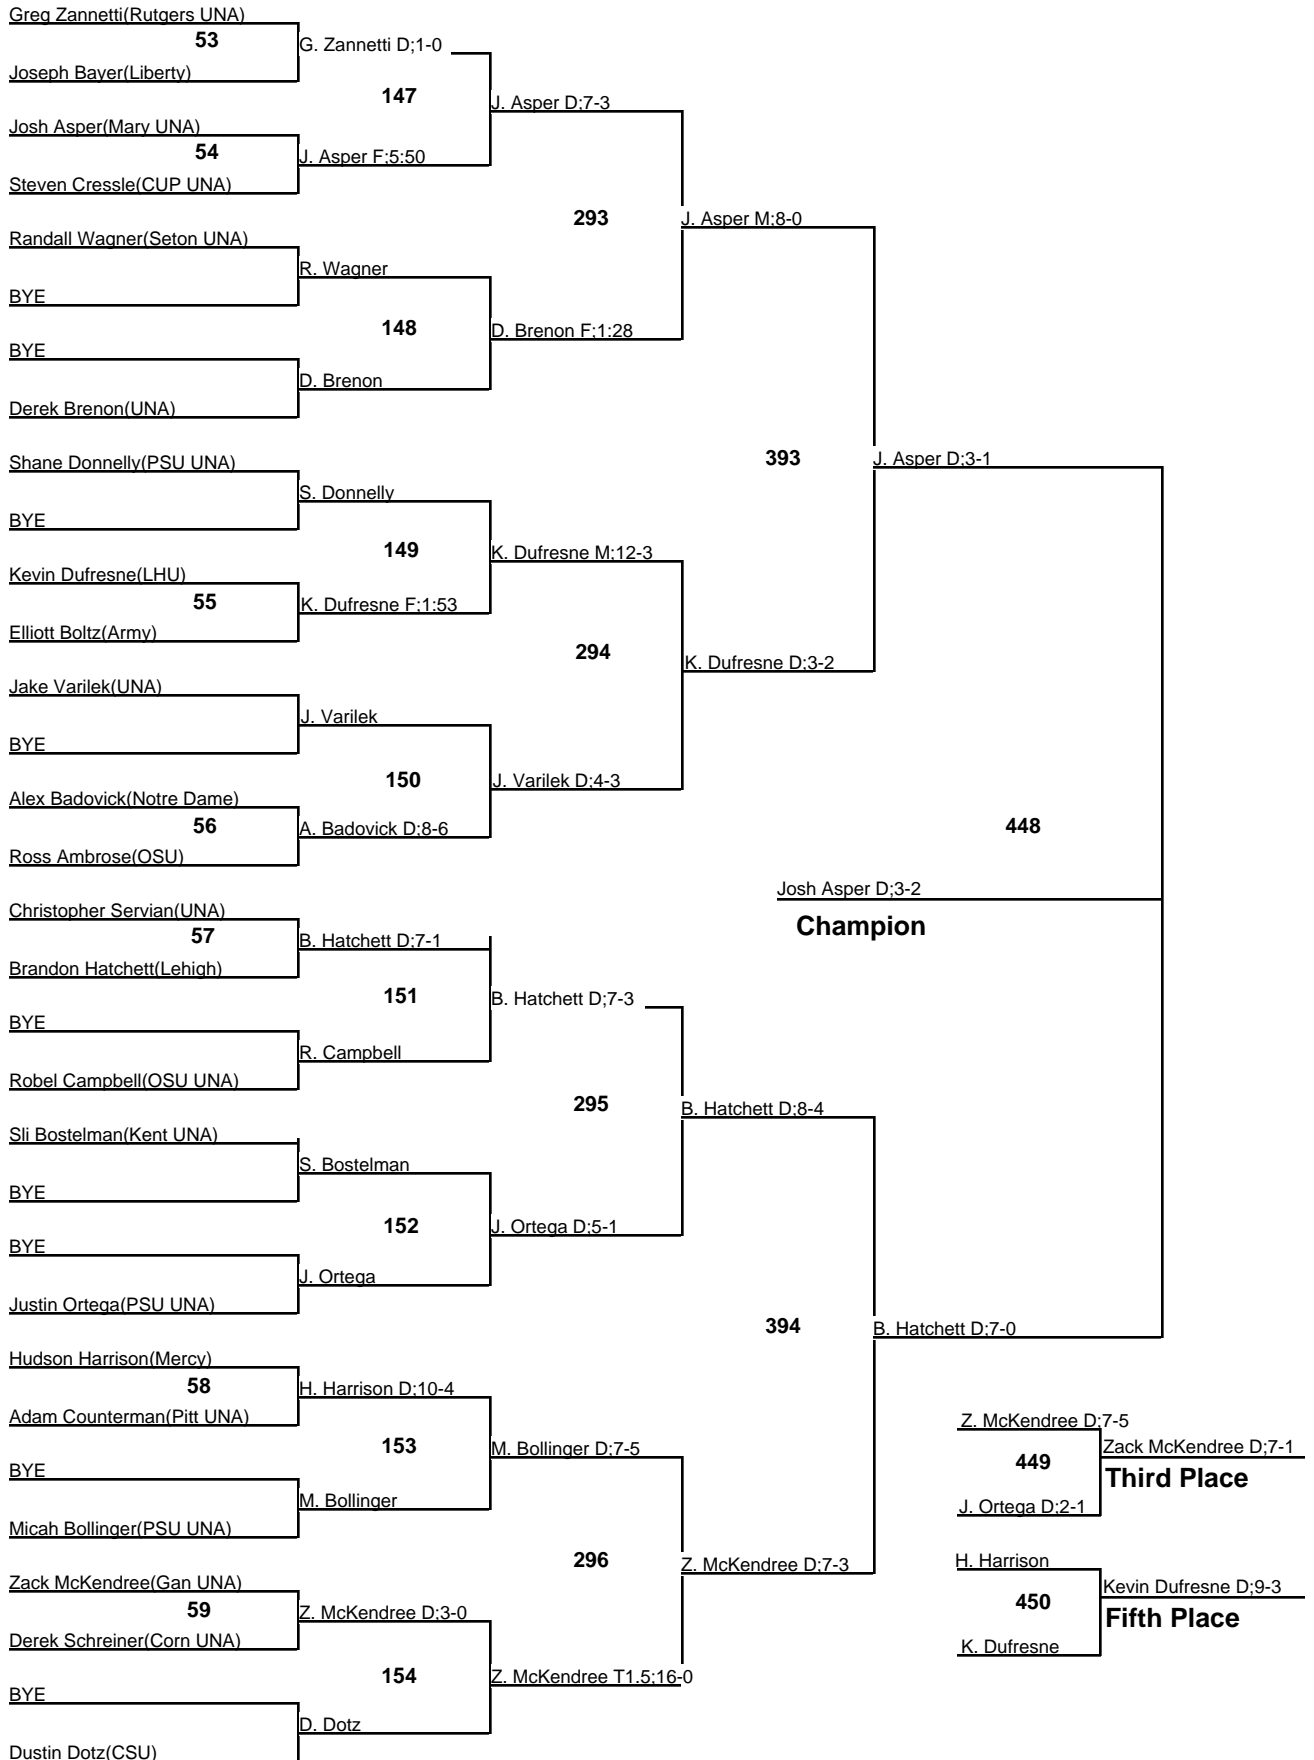 Greg Zannetti(Rutgers UNA)
53
G. Zannetti D;1-0
Joseph Bayer(Liberty)
147
J. Asper D;7-3
Josh Asper(Mary UNA)
54
J. Asper F;5:50
Steven Cressle(CUP UNA)
293
J. Asper M;8-0
Randall Wagner(Seton UNA)
R. Wagner
BYE
148
D. Brenon F;1:28
BYE
D. Brenon
Derek Brenon(UNA)
393
J. Asper D;3-1
Shane Donnelly(PSU UNA)
S. Donnelly
BYE
149
K. Dufresne M;12-3
Kevin Dufresne(LHU)
55
K. Dufresne F;1:53
Elliott Boltz(Army)
294
K. Dufresne D;3-2
Jake Varilek(UNA)
J. Varilek
BYE
150
J. Varilek D;4-3
Alex Badovick(Notre Dame)
56
A. Badovick D;8-6
Ross Ambrose(OSU)
448
Josh Asper D;3-2
Champion
Christopher Servian(UNA)
57
B. Hatchett D;7-1
Brandon Hatchett(Lehigh)
151
B. Hatchett D;7-3
BYE
R. Campbell
Robel Campbell(OSU UNA)
295
B. Hatchett D;8-4
Sli Bostelman(Kent UNA)
S. Bostelman
BYE
152
J. Ortega D;5-1
BYE
J. Ortega
Justin Ortega(PSU UNA)
394
B. Hatchett D;7-0
Hudson Harrison(Mercy)
58
H. Harrison D;10-4
Adam Counterman(Pitt UNA)
153
M. Bollinger D;7-5
BYE
M. Bollinger
Micah Bollinger(PSU UNA)
296
Z. McKendree D;7-3
Zack McKendree(Gan UNA)
59
Z. McKendree D;3-0
Derek Schreiner(Corn UNA)
154
Z. McKendree T1.5;16-0
BYE
D. Dotz
Dustin Dotz(CSU)
Z. McKendree D;7-5
449
Zack McKendree D;7-1
Third Place
J. Ortega D;2-1
H. Harrison
450
Kevin Dufresne D;9-3
Fifth Place
K. Dufresne